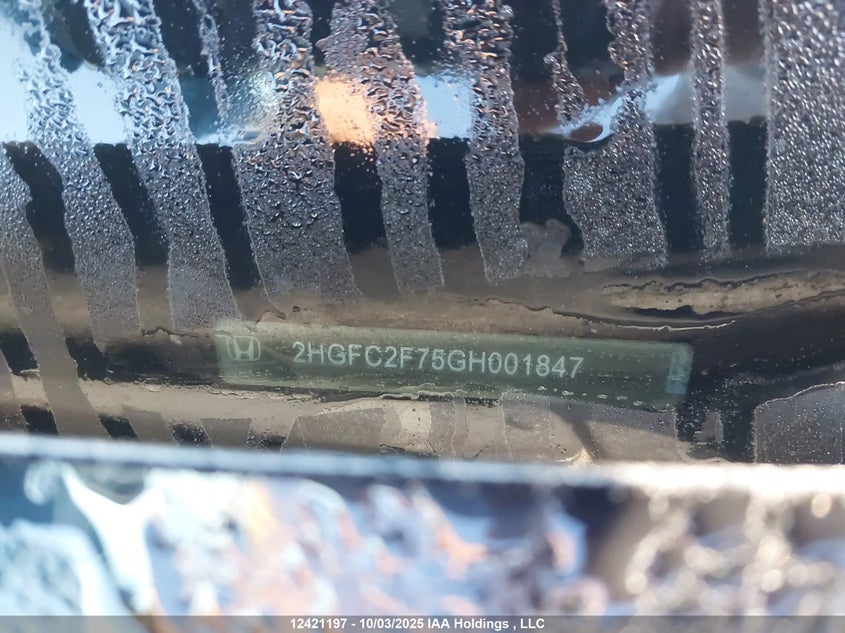 2HGFC2F75GH001847
12421197 - 10/03/2025 IAA Holdings , LLC